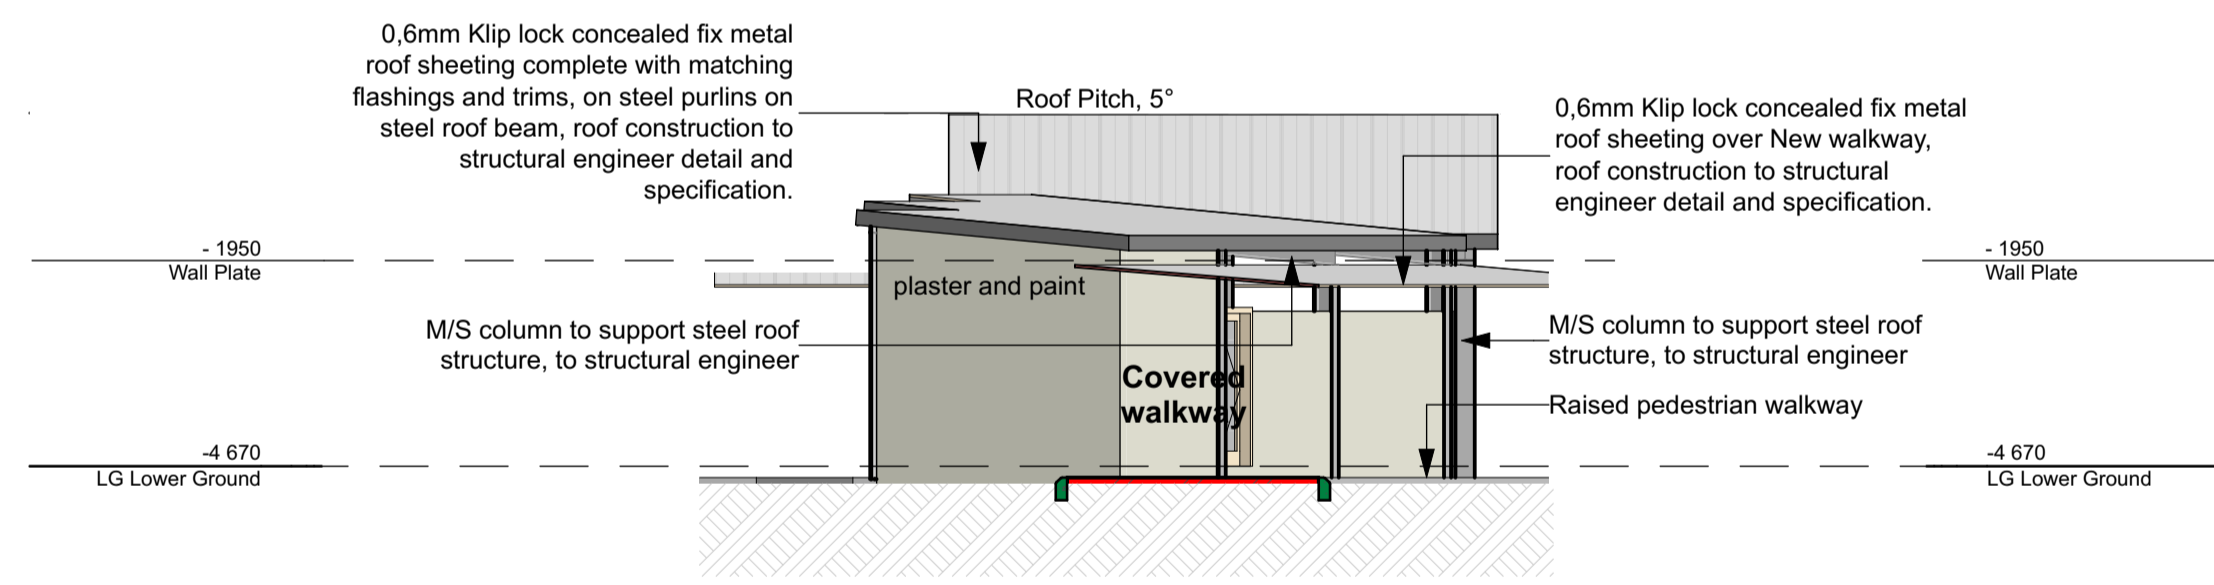 0,6mm Klip lock concealed fix metal
roof sheeting complete with matching
flashings and trims, on steel purlins on
steel roof beam, roof construction to
structural engineer detail and
specification.
Roof Pitch, 5°
0,6mm Klip lock concealed fix metal
roof sheeting over New walkway,
roof construction to structural
engineer detail and specification.
- 1950
Wall Plate
- 1950
Wall Plate
plaster and paint
M/S column to support steel roof
structure, to structural engineer
M/S column to support steel roof
structure, to structural engineer
Covered
walkway
Raised pedestrian walkway
-4 670
LG Lower Ground
-4 670
LG Lower Ground